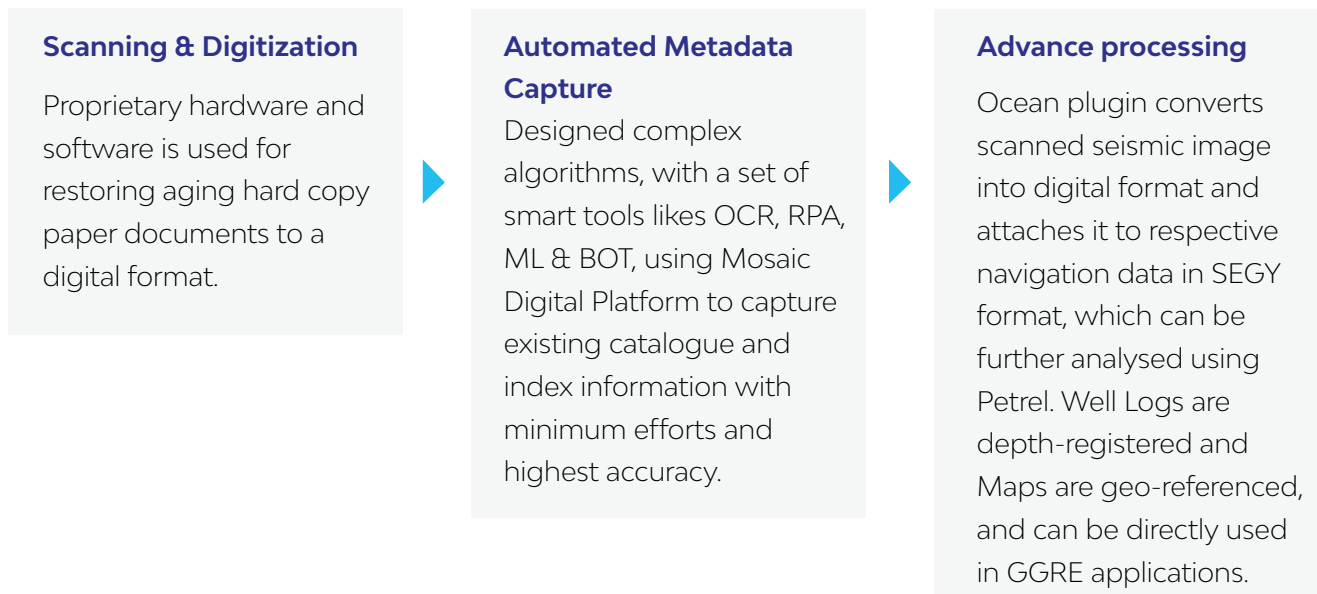 Scanning & Digitization
Proprietary hardware and
software is used for
restoring aging hard copy
paper documents to a
digital format.
Automated Metadata
Capture
Designed complex
algorithms, with a set of
smart tools likes OCR, RPA,
ML & BOT, using Mosaic
Digital Platform to capture
existing catalogue and
index information with
minimum efforts and
highest accuracy.
Advance processing
Ocean plugin converts
scanned seismic image
into digital format and
attaches it to respective
navigation data in SEGY
format, which can be
further analysed using
Petrel. Well Logs are
depth-registered and
Maps are geo-referenced,
and can be directly used
in GGRE applications.